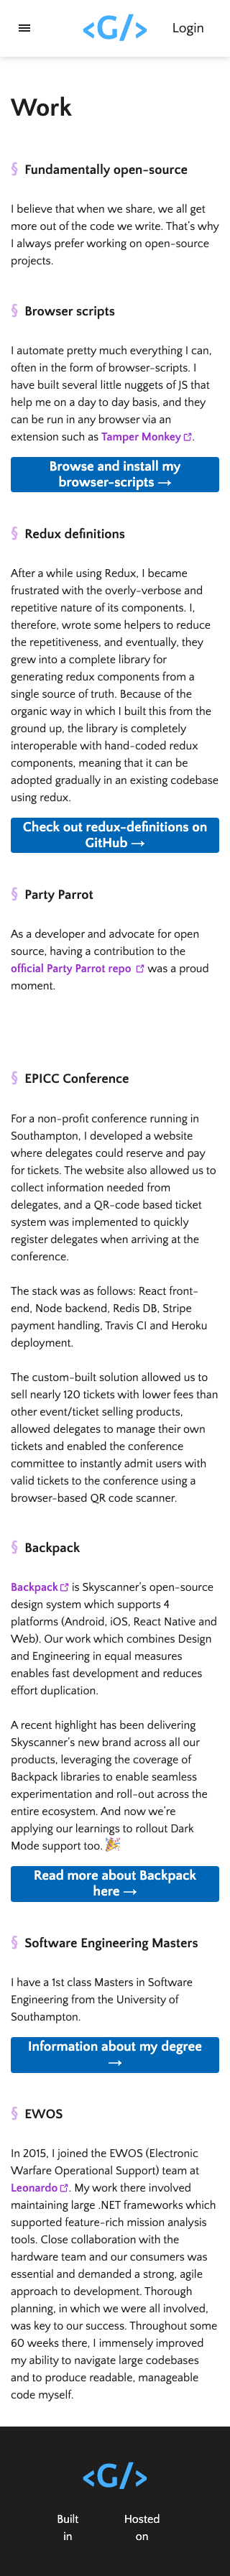 <G/>
Login
Work
§ Fundamentally open-source
I believe that when we share, we all get
more out of the code we write. That's why
I always prefer working on open-source
projects.
§ Browser scripts
I automate pretty much everything I can,
often in the form of browser-scripts. I
have built several little nuggets of JS that
help me on a day to day basis, and they
can be run in any browser via an
extension such as Tamper Monkey.
Browse and install my
browser-scripts →
§ Redux definitions
After a while using Redux, I became
frustrated with the overly-verbose and
repetitive nature of its components. I,
therefore, wrote some helpers to reduce
the repetitiveness, and eventually, they
grew into a complete library for
generating redux components from a
single source of truth. Because of the
organic way in which I built this from the
ground up, the library is completely
interoperable with hand-coded redux
components, meaning that it can be
adopted gradually in an existing codebase
using redux.
Check out redux-definitions on
GitHub →
§ Party Parrot
As a developer and advocate for open
source, having a contribution to the
official Party Parrot repo was a proud
moment.
§ EPICC Conference
For a non-profit conference running in
Southampton, I developed a website
where delegates could reserve and pay
for tickets. The website also allowed us to
collect information needed from
delegates, and a QR-code based ticket
system was implemented to quickly
register delegates when arriving at the
conference.
The stack was as follows: React front-
end, Node backend, Redis DB, Stripe
payment handling, Travis CI and Heroku
deployment.
The custom-built solution allowed us to
sell nearly 120 tickets with lower fees than
other event/ticket selling products,
allowed delegates to manage their own
tickets and enabled the conference
committee to instantly admit users with
valid tickets to the conference using a
browser-based QR code scanner.
§ Backpack
Backpack is Skyscanner's open-source
design system which supports 4
platforms (Android, iOS, React Native and
Web). Our work which combines Design
and Engineering in equal measures
enables fast development and reduces
effort duplication.
A recent highlight has been delivering
Skyscanner's new brand across all our
products, leveraging the coverage of
Backpack libraries to enable seamless
experimentation and roll-out across the
entire ecosystem. And now we're
applying our learnings to rollout Dark
Mode support too. 🎉
Read more about Backpack
here →
§ Software Engineering Masters
I have a 1st class Masters in Software
Engineering from the University of
Southampton.
Information about my degree
→
§ EWOS
In 2015, I joined the EWOS (Electronic
Warfare Operational Support) team at
Leonardo. My work there involved
maintaining large .NET frameworks which
supported feature-rich mission analysis
tools. Close collaboration with the
hardware team and our consumers was
essential and demanded a strong, agile
approach to development. Thorough
planning, in which we were all involved,
was key to our success. Throughout some
60 weeks there, I immensely improved
my ability to navigate large codebases
and to produce readable, manageable
code myself.
<G/>
Built
in
Hosted
on